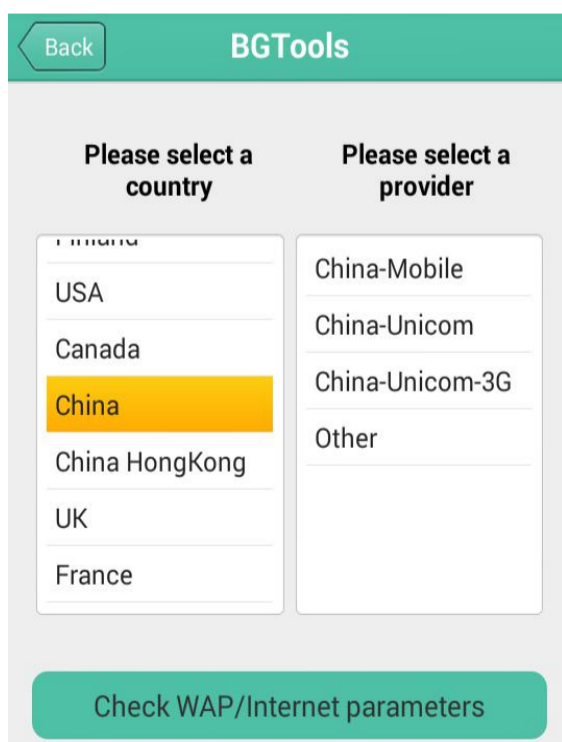 Back
BGTools
Please select a
country
Please select a
provider
Finland
USA
Canada
China
China HongKong
UK
France
China-Mobile
China-Unicom
China-Unicom-3G
Other
Check WAP/Internet parameters